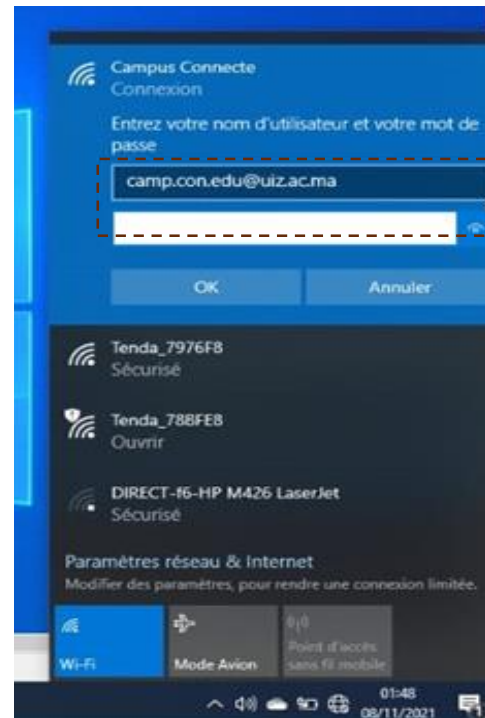 Campus Connecte
Connexion
Entrez votre nom d'utilisateur et votre mot de
passe
camp.con.edu@uiz.ac.ma
OK
Annuler
Tenda_7976F8
Sécurisé
Tenda_788FE8
Ouvrir
DIRECT-f6-HP M426 LaserJet
Sécurisé
Paramètres réseau & Internet
Modifier des paramètres, pour rendre une connexion limitée.
Wi-Fi
Mode Avion
Point d'accès
sans fil mobile
01:48
08/11/2021